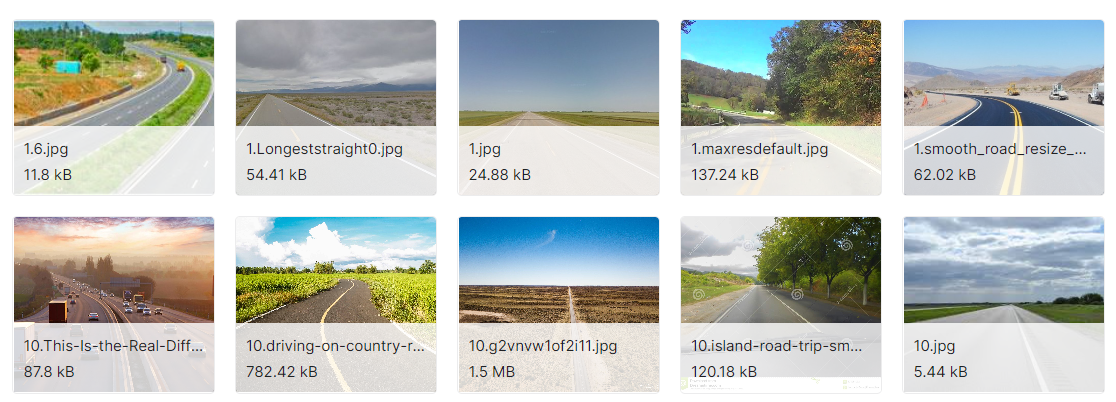 1.6.jpg
11.8 kB
1.Longeststraight0.jpg
54.41 kB
1.jpg
24.88 kB
1.maxresdefault.jpg
137.24 kB
1.smooth_road_resize_...
62.02 kB
10.This-Is-the-Real-Diff...
87.8 kB
10.driving-on-country-r...
782.42 kB
10.g2vnvw1of2i11.jpg
1.5 MB
10.island-road-trip-sm...
120.18 kB
10.jpg
5.44 kB